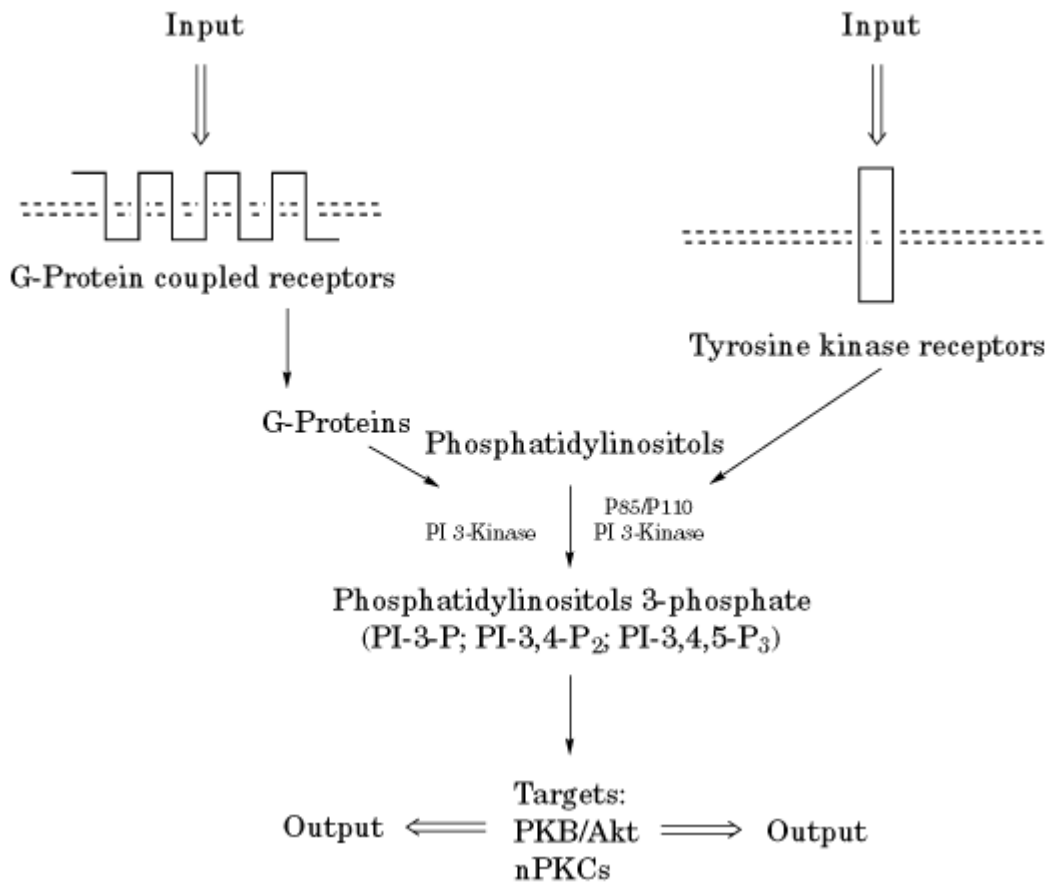 Input
Input
G-Protein coupled receptors
Tyrosine kinase receptors
G-Proteins
Phosphatidylinositols
P85/P110
PI 3-Kinase
PI 3-Kinase
Phosphatidylinositols 3-phosphate
(PI-3-P; PI-3,4-P₂; PI-3,4,5-P₃)
Targets:
Output
PKB/Akt
Output
nPKCs